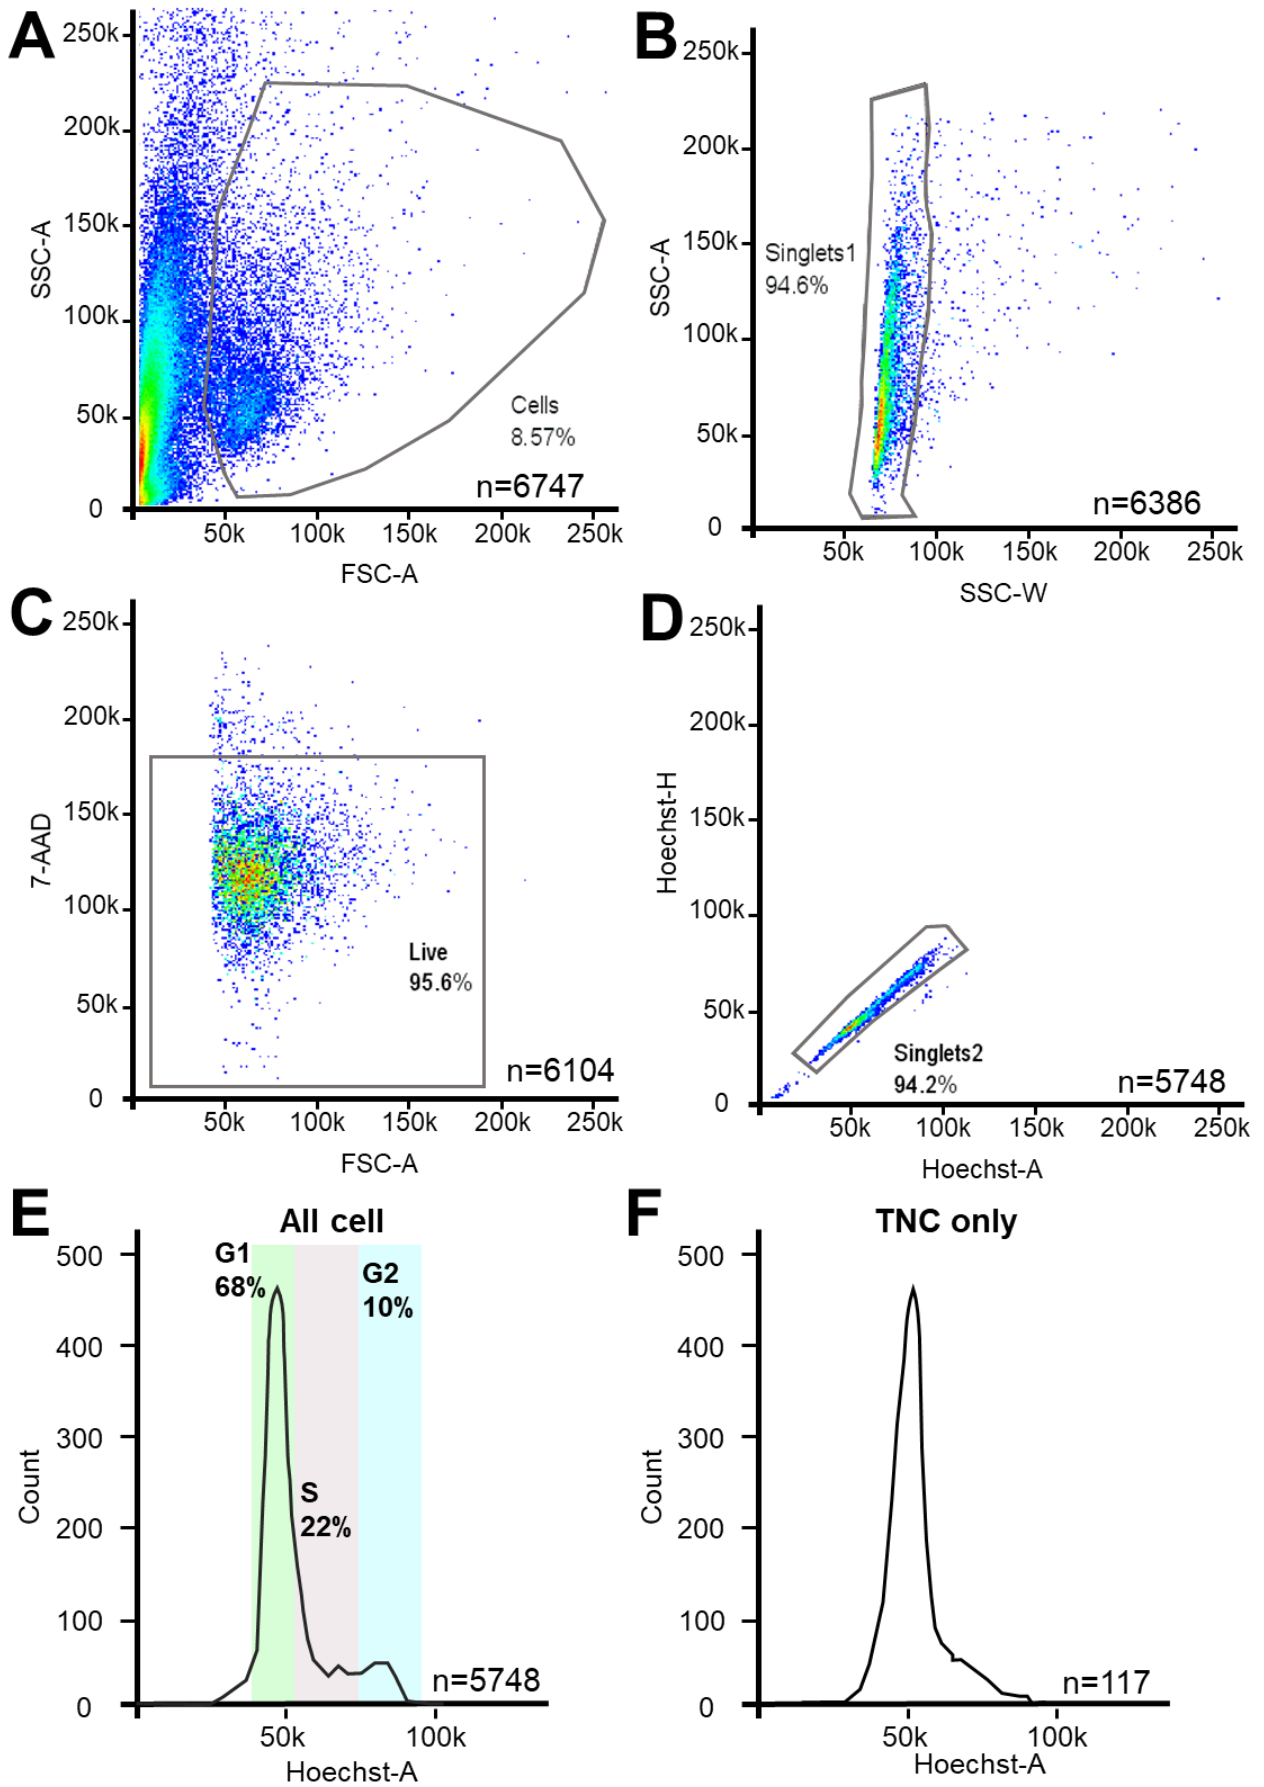 A
250k
200k
150k
100k
50k
0
SSC-A
Cells
8.57%
n=6747
50k 100k 150k 200k 250k
FSC-A
B
250k
200k
150k
100k
50k
0
SSC-A
Singlets1
94.6%
n=6386
50k 100k 150k 200k 250k
SSC-W
C
250k
200k
150k
100k
50k
0
7-AAD
Live
95.6%
n=6104
50k 100k 150k 200k 250k
FSC-A
D
250k
200k
150k
100k
50k
0
Hoechst-H
Singlets2
94.2%
n=5748
50k 100k 150k 200k 250k
Hoechst-A
E
All cell
500
400
300
200
100
0
Count
G1
68%
G2
10%
S
22%
n=5748
50k 100k
Hoechst-A
F
TNC only
500
400
300
200
100
0
Count
n=117
50k 100k
Hoechst-A